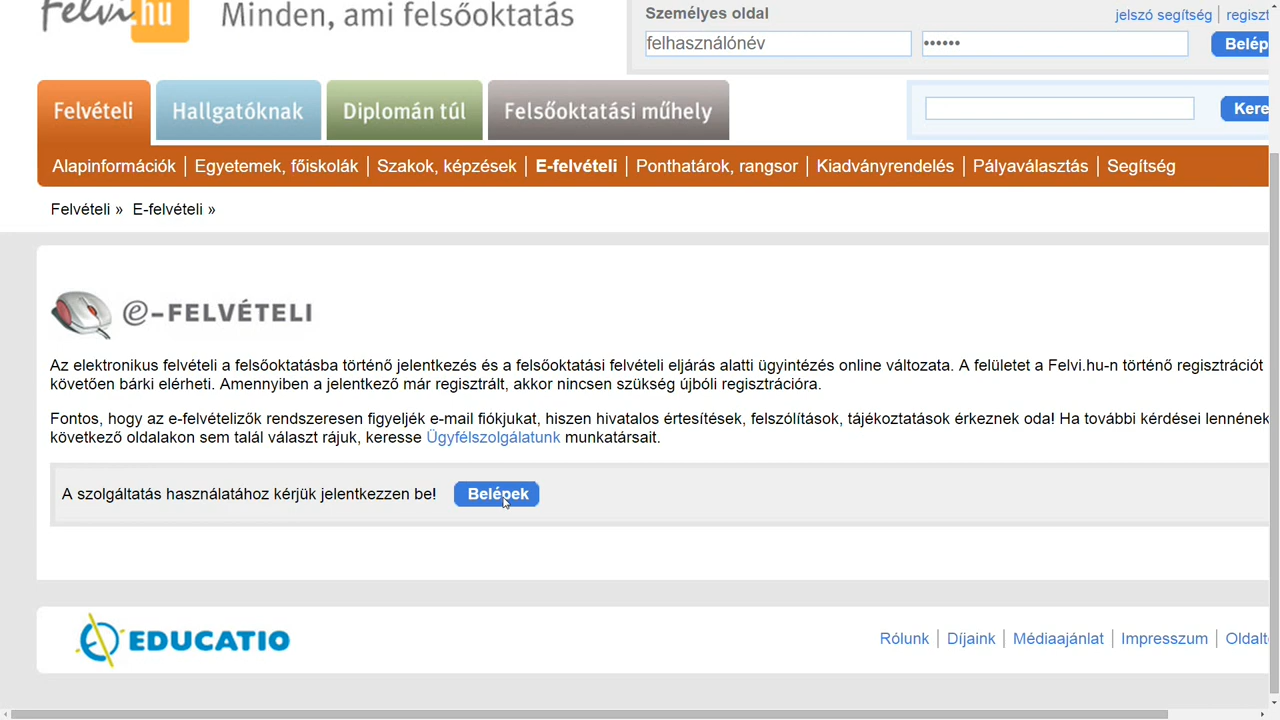 Felvi.hu
Minden, ami felsőoktatás
Személyes oldal
jelszó segítség
felhasználónév
••••••
Felvételi
Hallgatóknak
Diplomán túl
Felsőoktatási műhely
Alapinformációk | Egyetemek, főiskolák | Szakok, képzések | E-felvételi | Ponthatárok, rangsor | Kiadványrendelés | Pályaválasztás | Segítség
Felvételi » E-felvételi »
e-FELVÉTELI
Az elektronikus felvételi a felsőoktatásba történő jelentkezés és a felsőoktatási felvételi eljárás alatti ügyintézés online változata. A felületet a Felvi.hu-n történő regisztrációt
követően bárki elérheti. Amennyiben a jelentkező már regisztrált, akkor nincsen szükség újbóli regisztrációra.
Fontos, hogy az e-felvételizők rendszeresen figyeljék e-mail fiókjukat, hiszen hivatalos értesítések, felszólítások, tájékoztatások érkeznek oda! Ha további kérdései lennének
következő oldalakon sem talál választ rájuk, keresse Ügyfélszolgálatunk munkatársait.
A szolgáltatás használatához kérjük jelentkezzen be!
Belépek
EDUCATIO
Rólunk | Díjaink | Médiaajánlat | Impresszum |